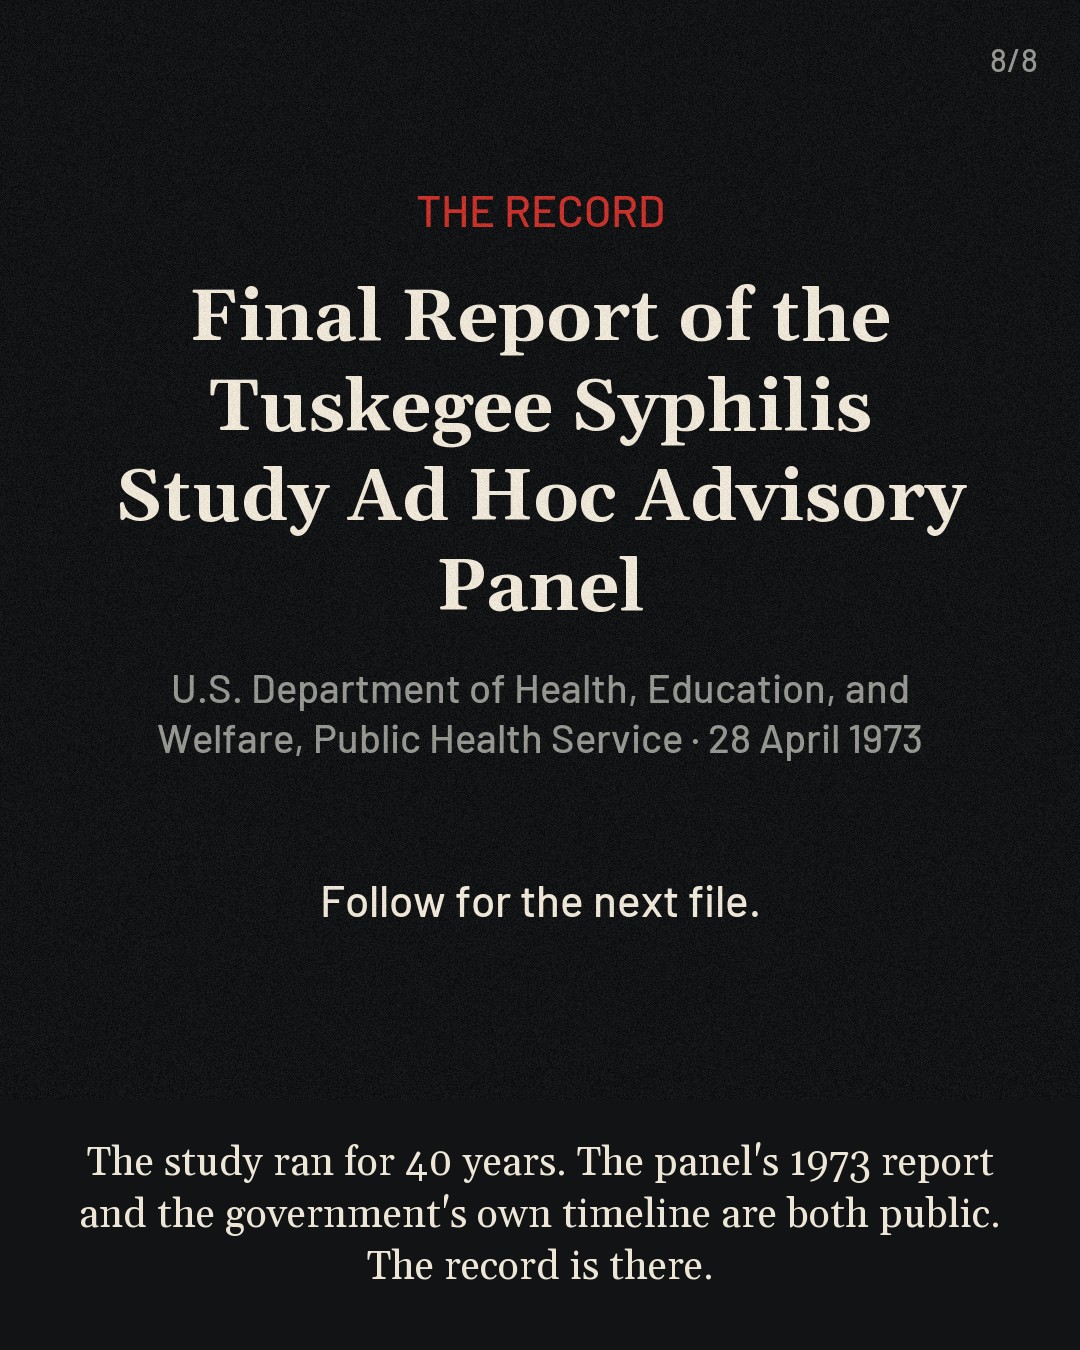 8/8
THE RECORD
Final Report of the
Tuskegee Syphilis
Study Ad Hoc Advisory
Panel
U.S. Department of Health, Education, and
Welfare, Public Health Service · 28 April 1973
Follow for the next file.
The study ran for 40 years. The panel's 1973 report
and the government's own timeline are both public.
The record is there.